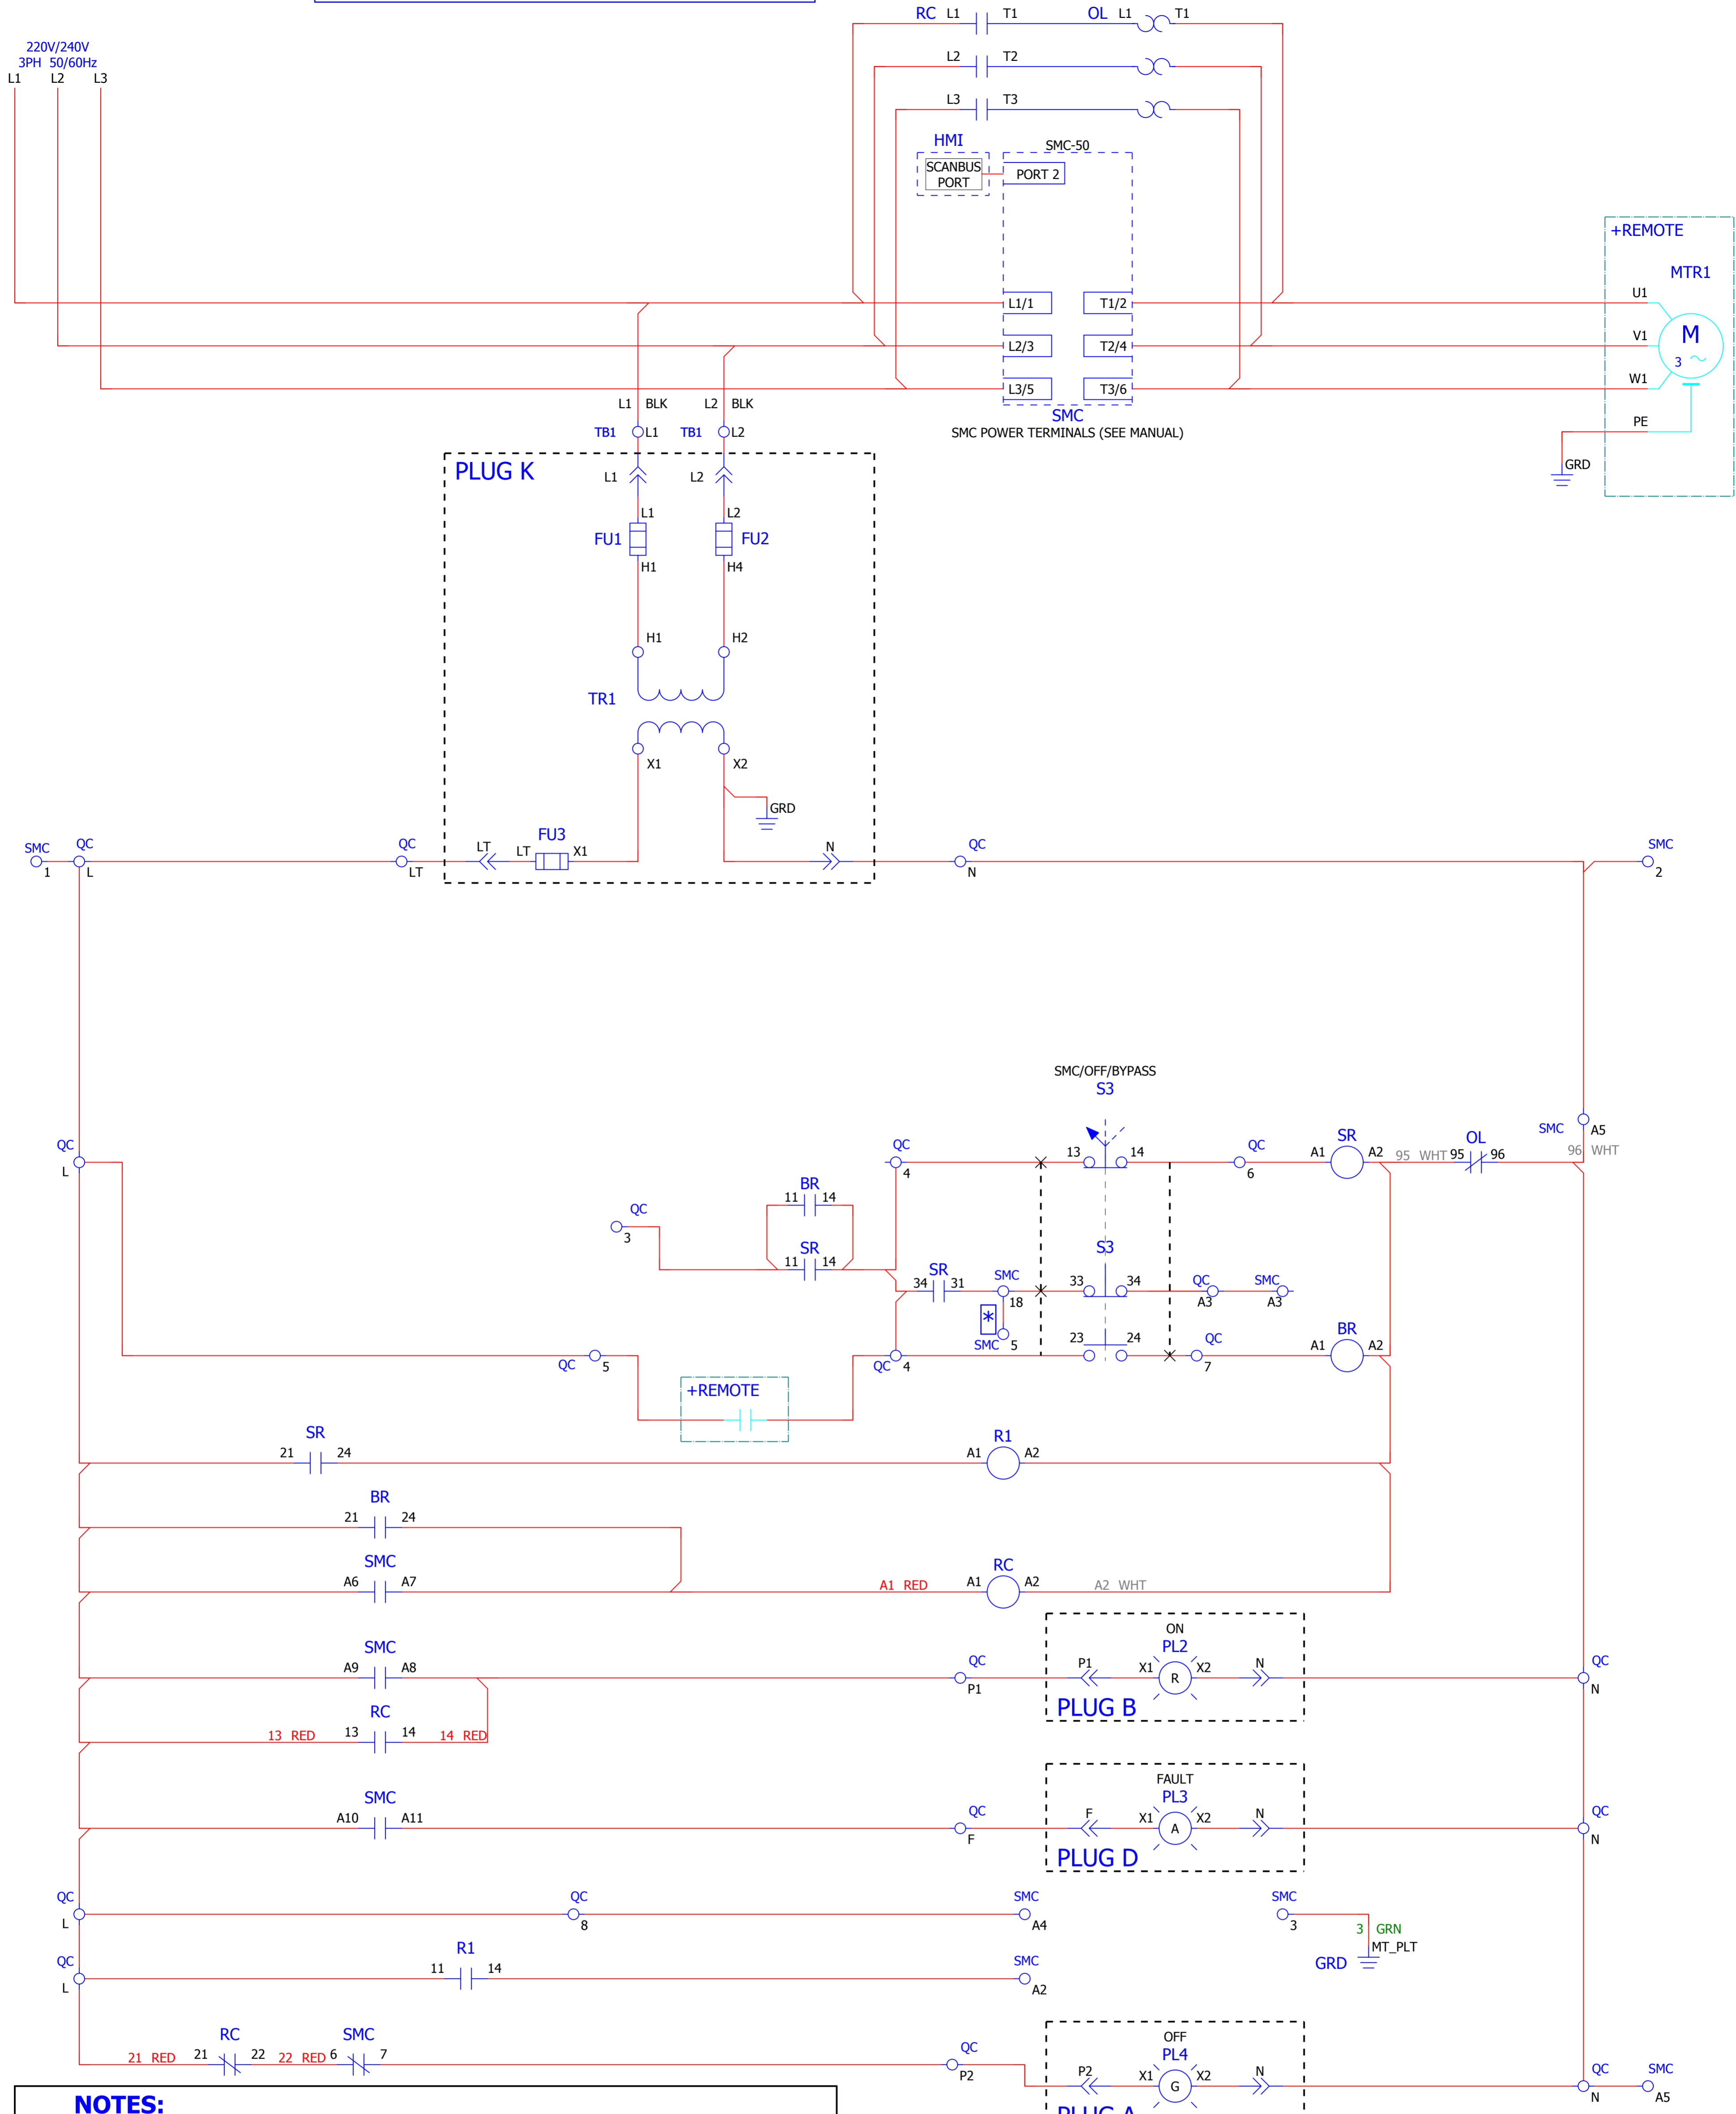 RC L1 T1 OL L1 T1
220V/240V
3PH 50/60Hz
L1 L2 L3
L2 T2
L3 T3
HMI
SCANBUS
PORT
SMC-50
PORT 2
+REMOTE
MTR1
L1/1 T1/2 U1
L2/3 T2/4 V1
M
3
L3/5 T3/6 W1
SMC
SMC POWER TERMINALS (SEE MANUAL)
PE
GRD
L1 BLK L2 BLK
TB1 L1 TB1 L2
PLUG K
L1 L2
L1 L2
FU1 FU2
H1 H4
H1 H2
TR1
X1 X2
GRD
SMC QC QC FU3 N QC SMC
LT LT X1
1 L LT N 2
SMC/OFF/BYPASS
S3
SMC A5
QC QC 13 14 QC SR OL 96 WHT
A1 A2 95 WHT 95 96
L 4 6
BR
11 14
QC
3
SR
11 14
S3
SR
34 31
SMC
18
33 34
QC
A3
SMC
A3
*
SMC 5
23 24
QC
7
BR
A1 A2
QC 5
QC 4
+REMOTE
SR
21 24
R1
A1 A2
BR
21 24
SMC
A6 A7
A1 RED
RC
A1 A2
A2 WHT
ON
SMC
A9 A8
QC
P1
PL2
P1 X1 R X2 N
QC
N
PLUG B
RC
13 RED 13 14 14 RED
FAULT
SMC
A10 A11
QC
F
PL3
F X1 A X2 N
QC
N
PLUG D
QC
L
QC
8
SMC
A4
SMC
3
3 GRN
MT_PLT
GRD
QC
L
R1
11 14
SMC
A2
RC SMC
21 RED 21 22 22 RED 6 7
QC
P2
OFF
PL4
P2 X1 G X2 N
QC
N
SMC
A5
PLUG A
NOTES: